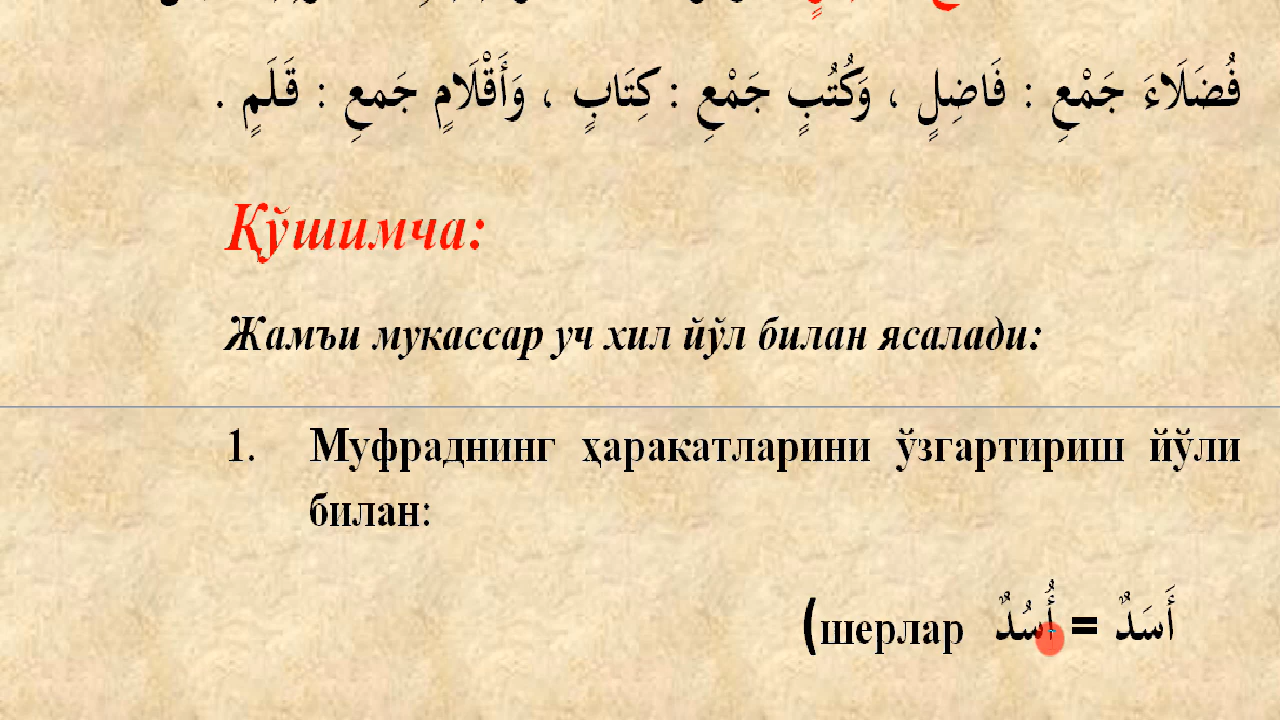 فُضَلَاءَ جَمْعِ : فَاضِلٍ ، وَكُتُبٍ جَمْعِ : كِتَابٍ ، وَأَقْلَامٍ جَمعِ : قَلَمٍ .
Қўшимча:
Жамъи мукассар уч хил йўл билан ясалади:
1. Муфраднинг ҳаракатларини ўзгартириш йўли
билан:
أَسَدٌ = أُسُدٌ шерлар)